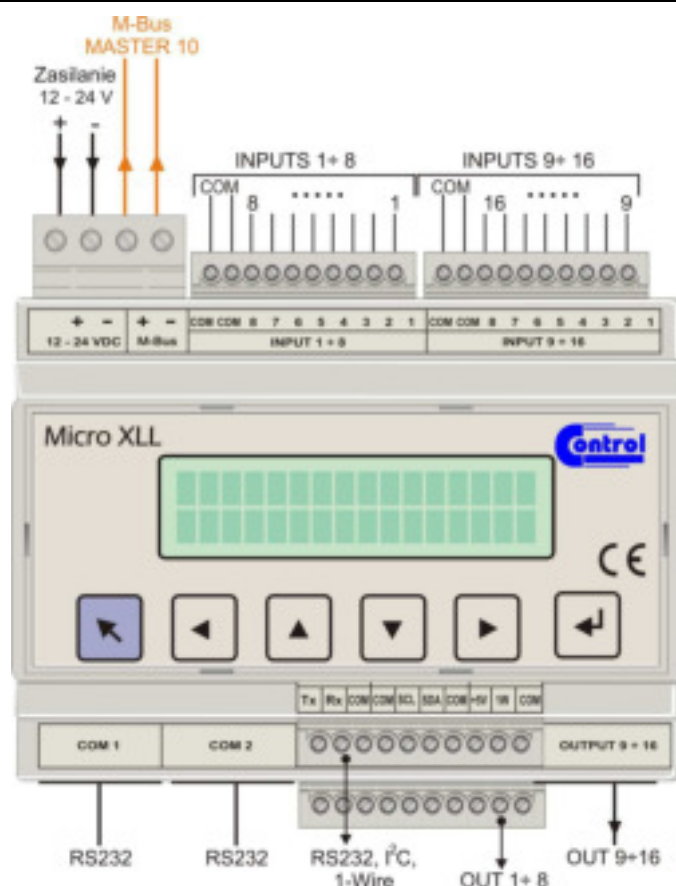 M-Bus
MASTER 10
Zasilanie
12 - 24 V
+ -
INPUTS 1÷ 8 INPUTS 9÷ 16
COM 8 ..... 1 COM 16 ..... 9
+ - + - COM COM 8 7 6 5 4 3 2 1 COM COM 8 7 6 5 4 3 2 1
12 - 24 VDC M-Bus INPUT 1 ÷ 8 INPUT 9 ÷ 16
Micro XLL Control
CE
Tx Rx COM COM SCL SDA COM +5V 1W COM
COM 1 COM 2 OUTPUT 9 ÷ 16
RS232 RS232 RS232, I²C, OUT 9÷16
1-Wire OUT 1÷ 8